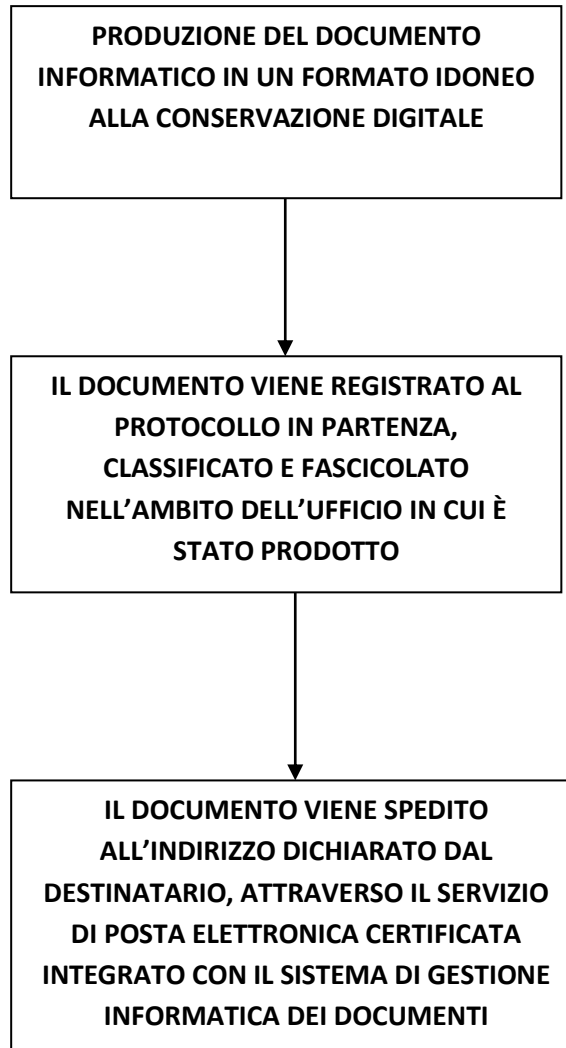 PRODUZIONE DEL DOCUMENTO
INFORMATICO IN UN FORMATO IDONEO
ALLA CONSERVAZIONE DIGITALE
IL DOCUMENTO VIENE REGISTRATO AL
PROTOCOLLO IN PARTENZA,
CLASSIFICATO E FASCICOLATO
NELL’AMBITO DELL’UFFICIO IN CUI È
STATO PRODOTTO
IL DOCUMENTO VIENE SPEDITO
ALL’INDIRIZZO DICHIARATO DAL
DESTINATARIO, ATTRAVERSO IL SERVIZIO
DI POSTA ELETTRONICA CERTIFICATA
INTEGRATO CON IL SISTEMA DI GESTIONE
INFORMATICA DEI DOCUMENTI